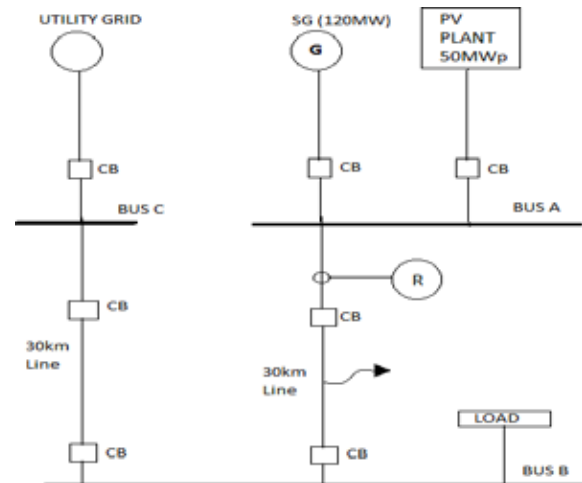 UTILITY GRID
SG (120MW)
PV
PLANT
50MWp
G
CB
CB
CB
BUS C
BUS A
R
CB
CB
30km
Line
30km
Line
LOAD
CB
CB
BUS B